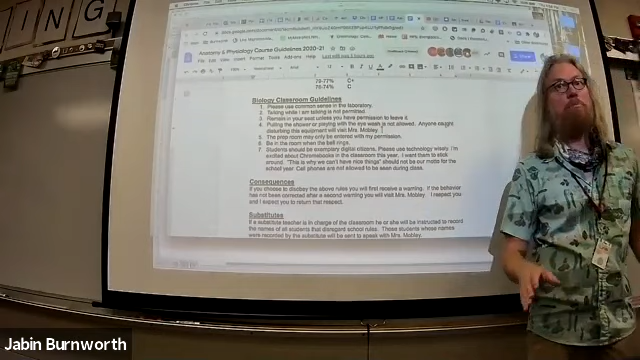 ING
Anatomy & Physiology Course Guidelines 2020-21
C+
70-74% C
Biology Classroom Guidelines
1. Please use common sense in the laboratory.
2. Talking while I am talking is not permitted.
3. Remain in your seat unless you have permission to leave it.
4. Pulling the shower or playing with the eye wash is not allowed. Anyone caught
disturbing this equipment will visit Mrs. Mobley.
5. The prep room may only be entered with my permission.
6. Be in the room when the bell rings.
7. Students should be exemplary digital citizens. Please use technology wisely. I'm
excited about Chromebooks in the classroom this year. I want them to stick
around. "This is why we can't have nice things" should not be our motto for the
school year. Cell phones are not allowed to be seen during class.
Consequences
If you choose to disobey the above rules you will first receive a warning. If the behavior
has not been corrected after a second warning you will visit Mrs. Mobley. I respect you
and I expect you to return that respect.
Substitutes
If a substitute teacher is in charge of the classroom he or she will be instructed to record
the names of all students that disregard school rules. Those students whose names
were recorded by the substitute will be sent to speak with Mrs. Mobley.
Jabin Burnworth